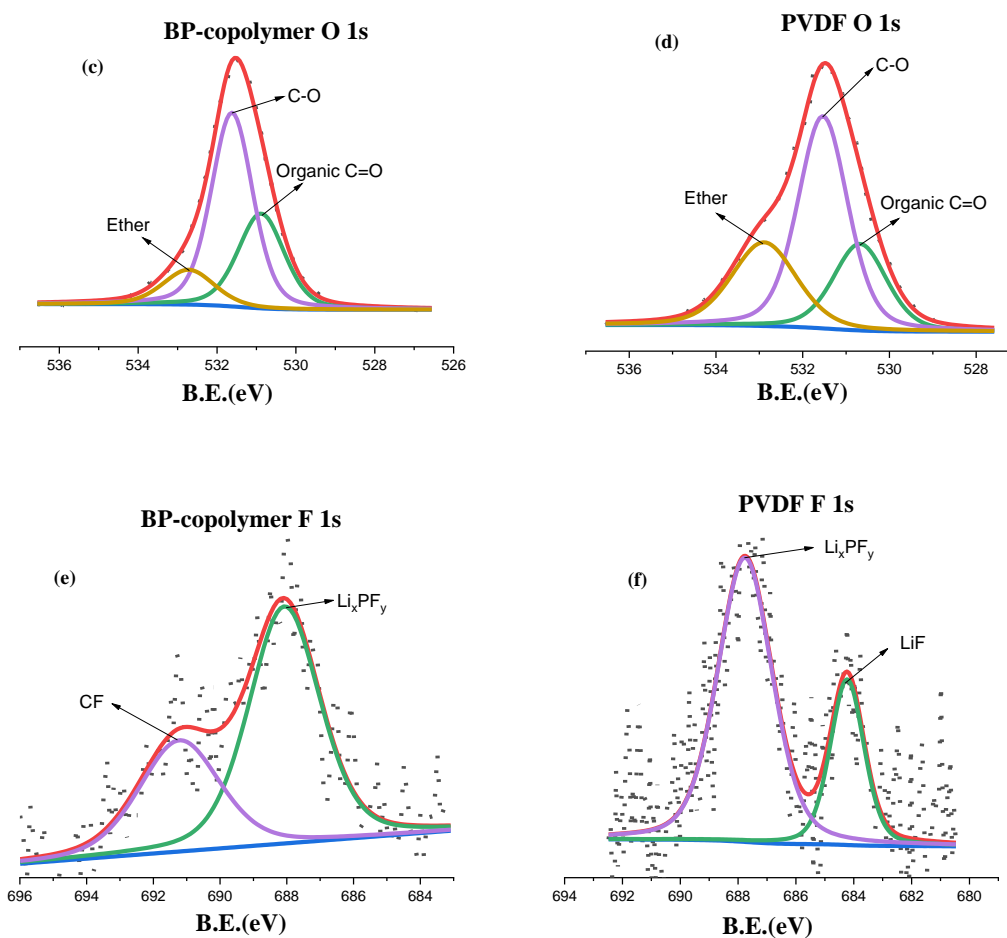 BP-copolymer O 1s
(c)
C-O
Organic C=O
Ether
536 534 532 530 528 526
B.E.(eV)
PVDF O 1s
(d)
C-O
Ether
Organic C=O
536 534 532 530 528
B.E.(eV)
BP-copolymer F 1s
(e)
LixPFy
CF
696 694 692 690 688 686 684
B.E.(eV)
PVDF F 1s
(f)
LixPFy
LiF
694 692 690 688 686 684 682 680
B.E.(eV)